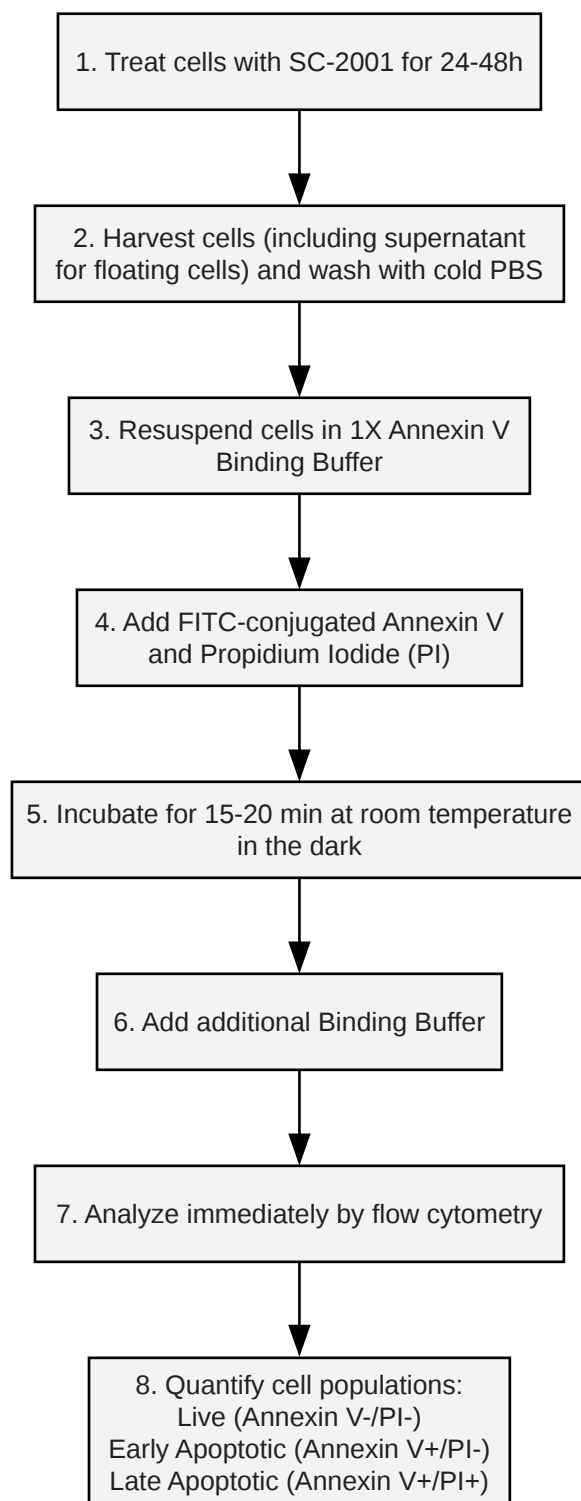 1. Treat cells with SC-2001 for 24-48h
2. Harvest cells (including supernatant
for floating cells) and wash with cold PBS
3. Resuspend cells in 1X Annexin V
Binding Buffer
4. Add FITC-conjugated Annexin V
and Propidium Iodide (PI)
5. Incubate for 15-20 min at room temperature
in the dark
6. Add additional Binding Buffer
7. Analyze immediately by flow cytometry
8. Quantify cell populations:
Live (Annexin V-/PI-)
Early Apoptotic (Annexin V+/PI-)
Late Apoptotic (Annexin V+/PI+)